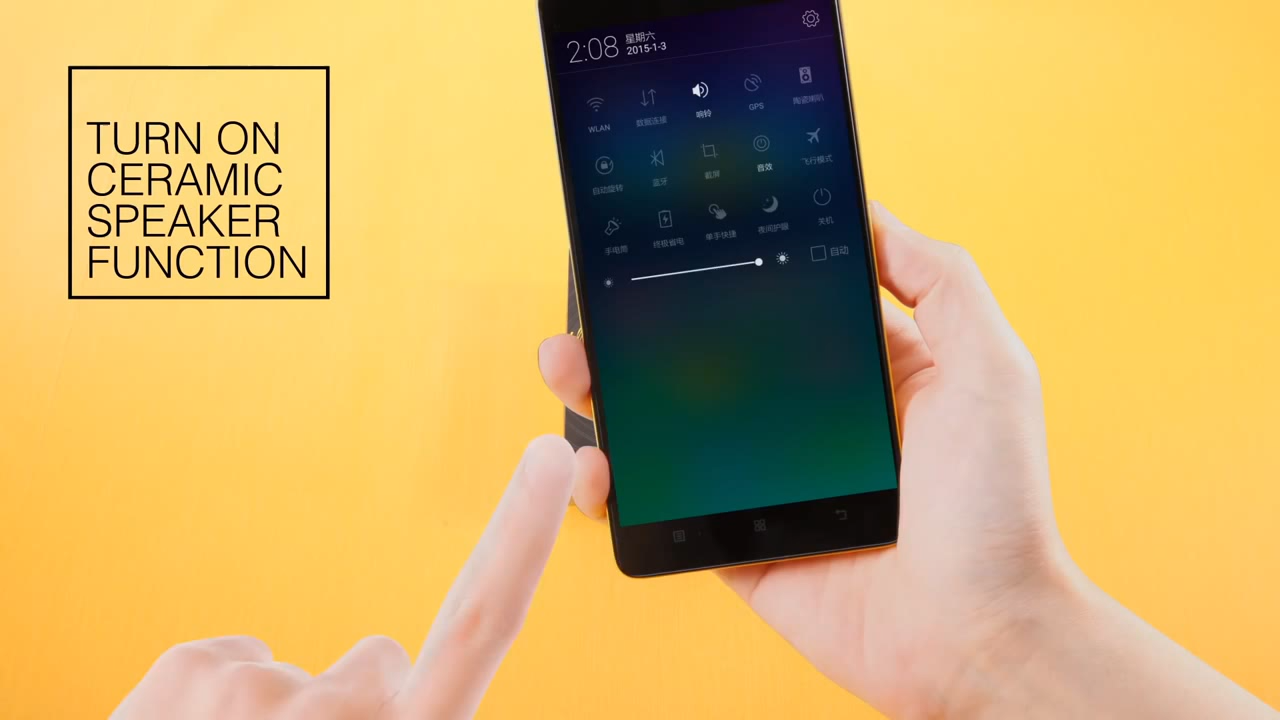 TURN ON
CERAMIC
SPEAKER
FUNCTION
2:08
星期六
2015-1-3
WLAN
数据连接
响铃
GPS
陶瓷喇叭
自动旋转
蓝牙
截屏
音效
飞行模式
手电筒
终极省电
单手快捷
夜间护眼
关机
自动